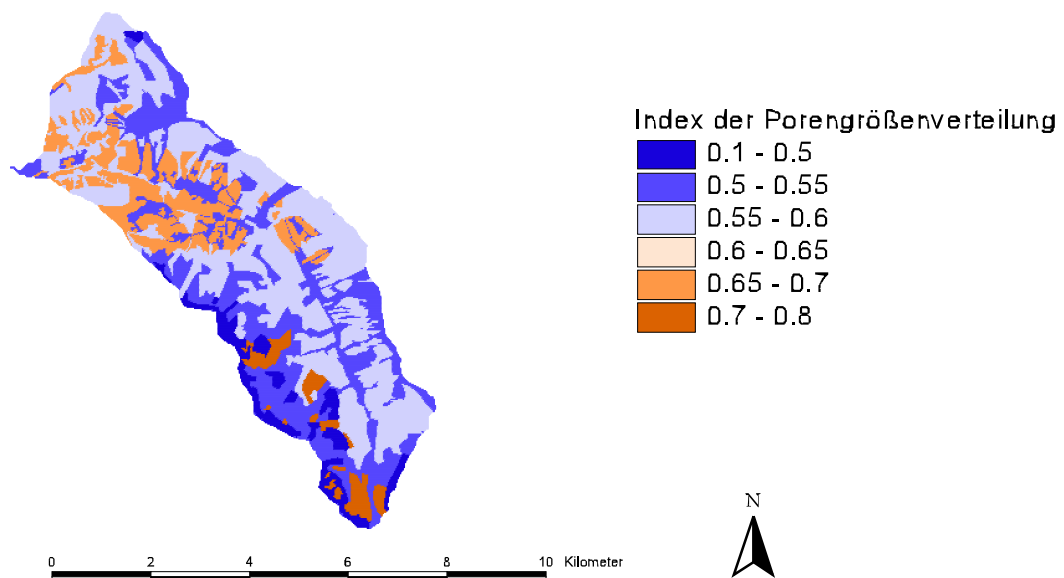 Index der Porengrößenverteilung
0.1 - 0.5
0.5 - 0.55
0.55 - 0.6
0.6 - 0.65
0.65 - 0.7
0.7 - 0.8
N
0 2 4 6 8 10 Kilometer